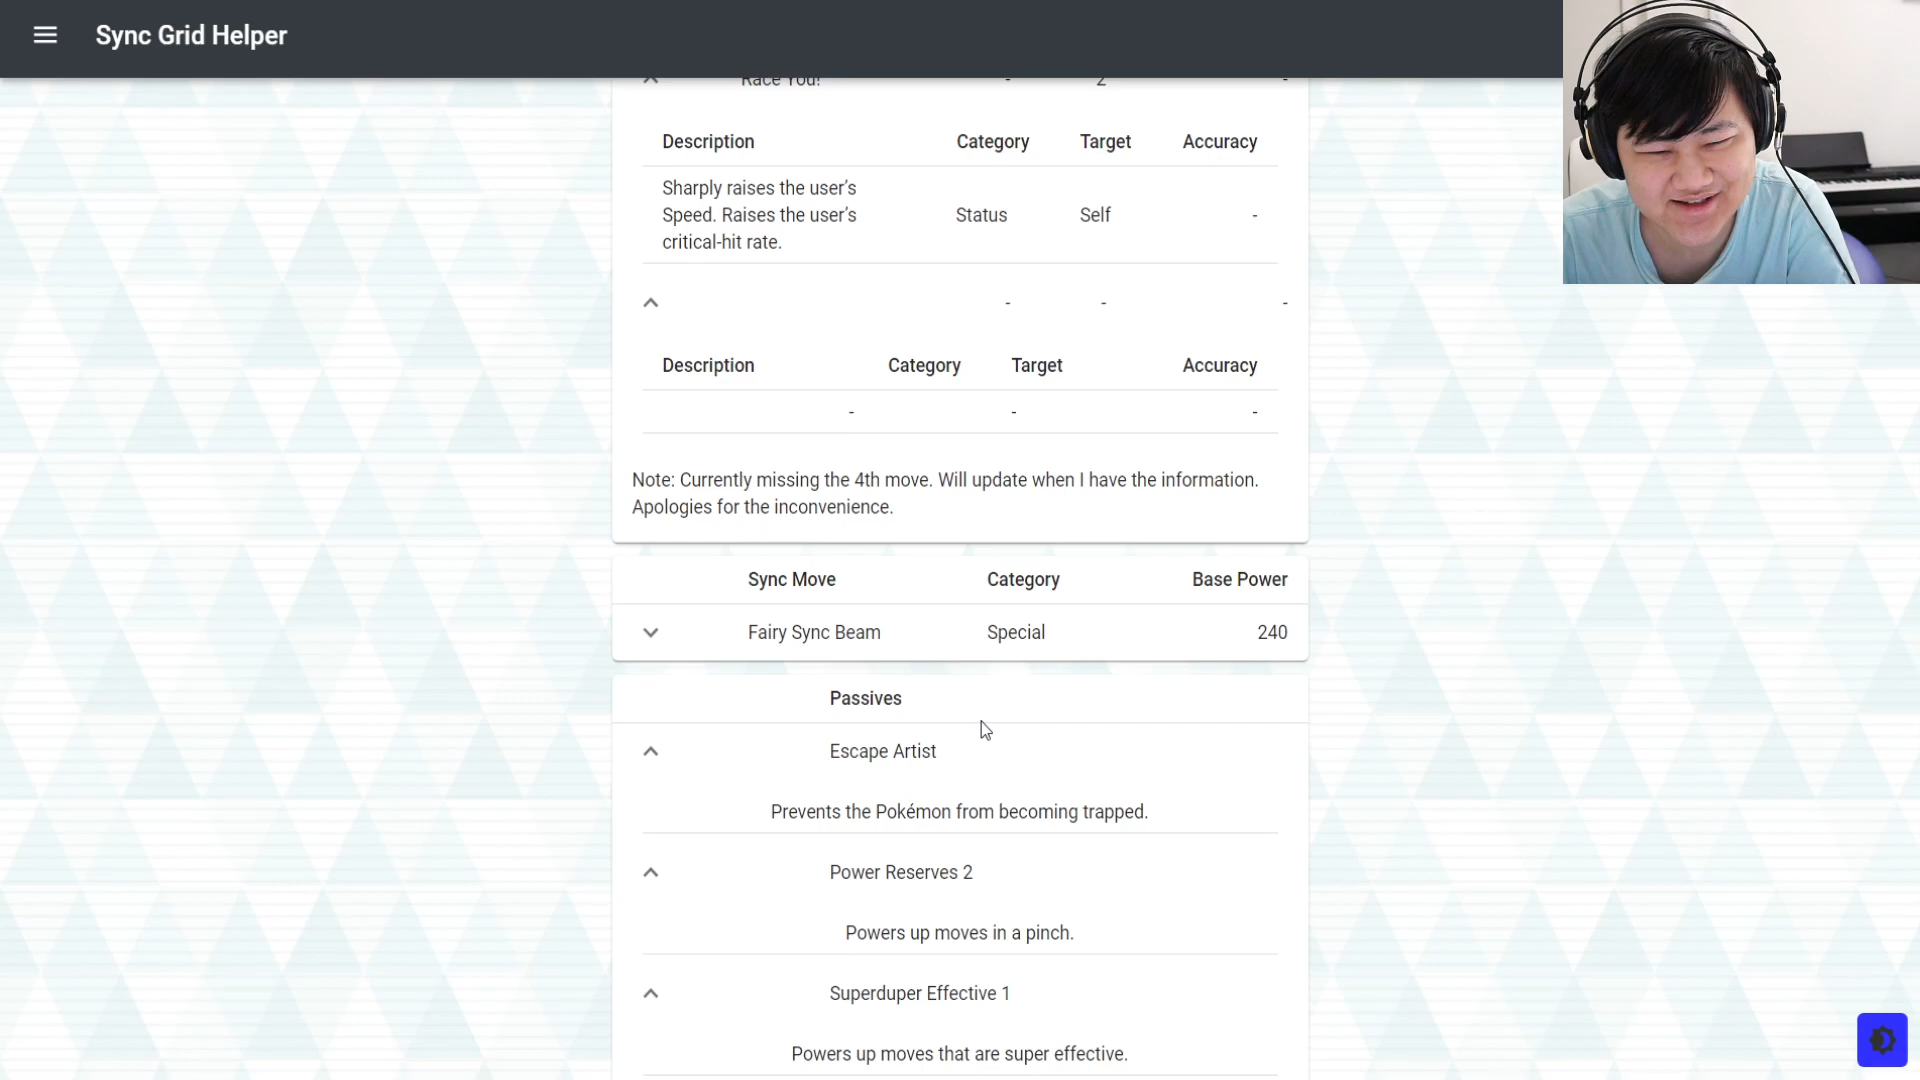 Sync Grid Helper
Race You! - 2 -
Description Category Target Accuracy
Sharply raises the user’s
Speed. Raises the user’s
critical-hit rate.
Status Self -
- - -
Description Category Target Accuracy
- - -
Note: Currently missing the 4th move. Will update when I have the information.
Apologies for the inconvenience.
Sync Move Category Base Power
Fairy Sync Beam Special 240
Passives
Escape Artist
Prevents the Pokémon from becoming trapped.
Power Reserves 2
Powers up moves in a pinch.
Superduper Effective 1
Powers up moves that are super effective.